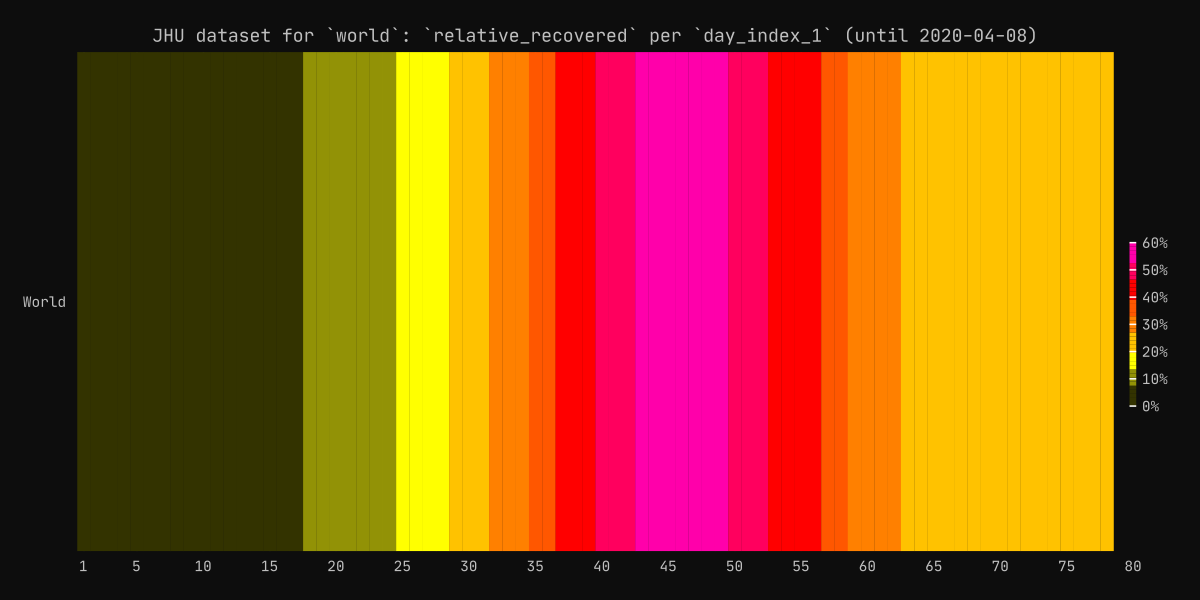 JHU dataset for `world`: `relative_recovered` per `day_index_1` (until 2020-04-08)
60%
50%
40%
30%
20%
10%
0%
World
1 5 10 15 20 25 30 35 40 45 50 55 60 65 70 75 80